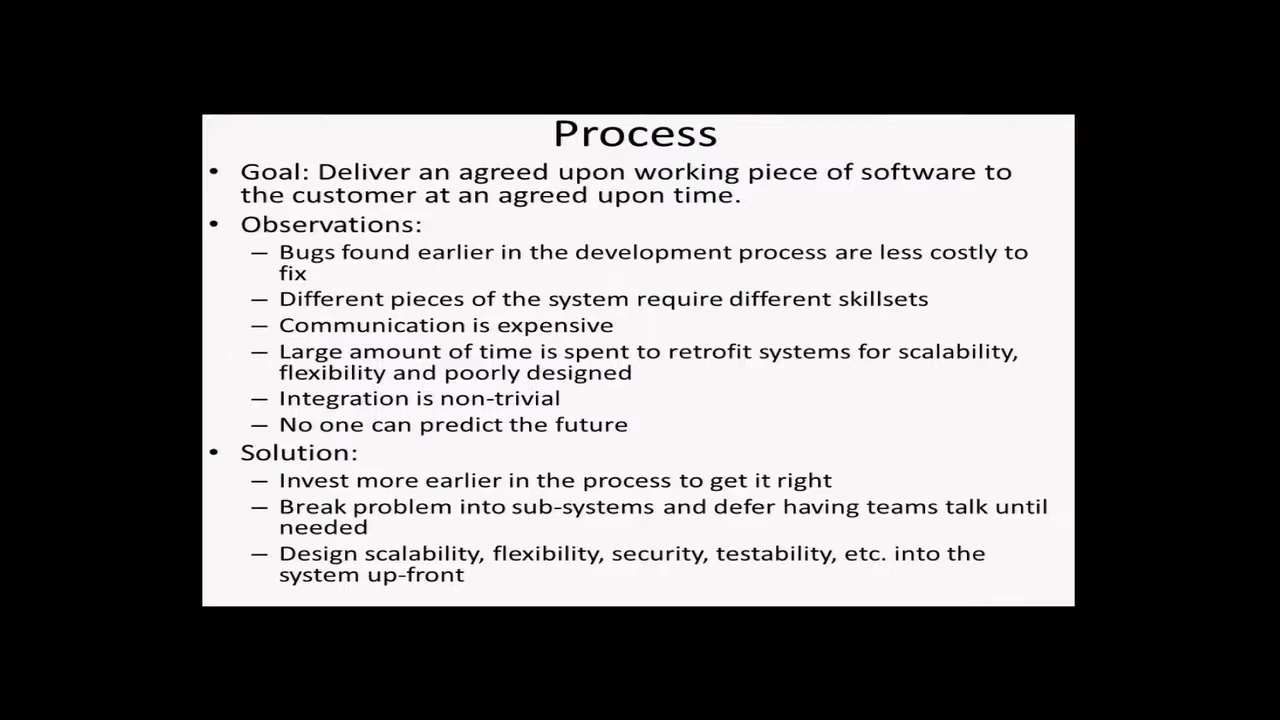 Process
• Goal: Deliver an agreed upon working piece of software to
the customer at an agreed upon time.
• Observations:
– Bugs found earlier in the development process are less costly to
fix
– Different pieces of the system require different skillsets
– Communication is expensive
– Large amount of time is spent to retrofit systems for scalability,
flexibility and poorly designed
– Integration is non-trivial
– No one can predict the future
• Solution:
– Invest more earlier in the process to get it right
– Break problem into sub-systems and defer having teams talk until
needed
– Design scalability, flexibility, security, testability, etc. into the
system up-front